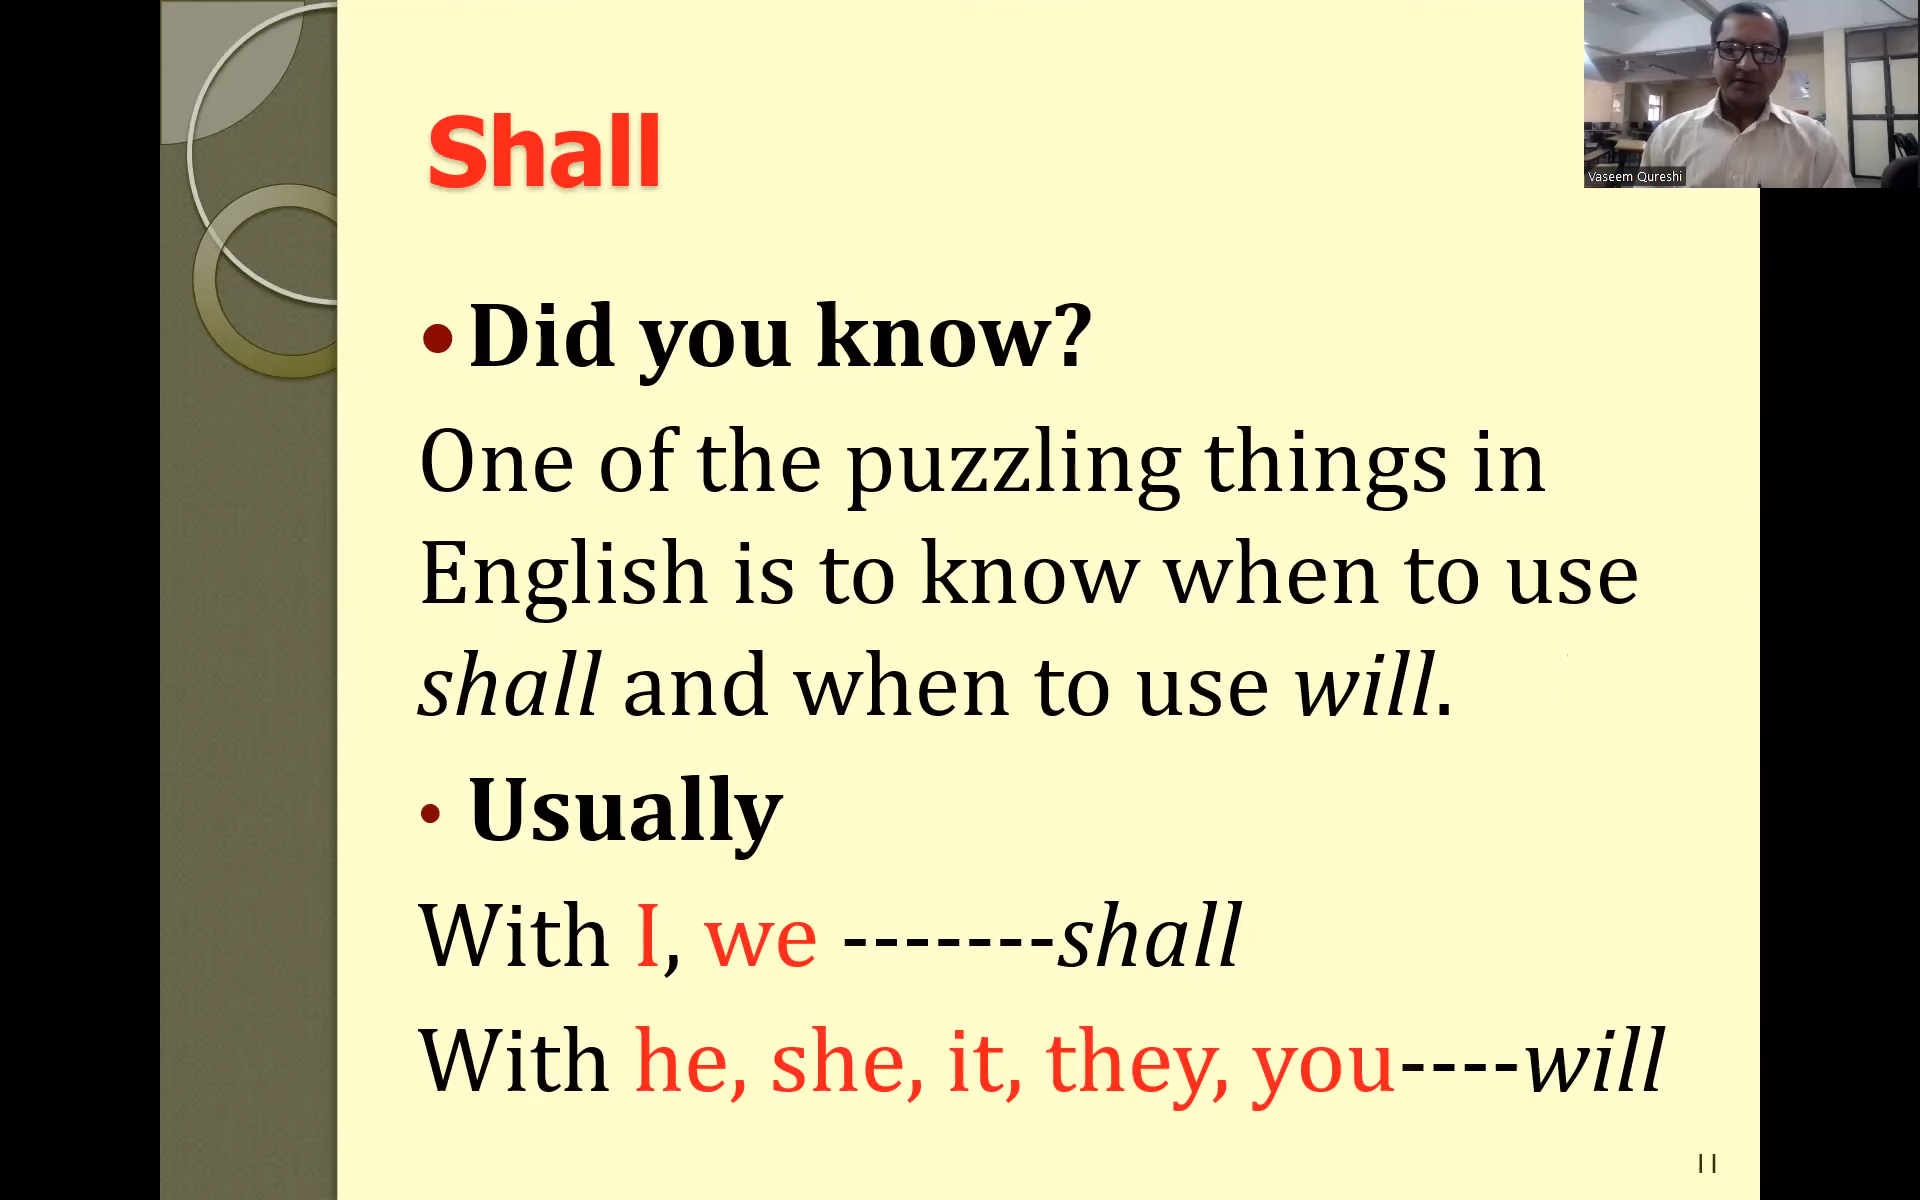 Shall
Vaseem Qureshi
• Did you know?
One of the puzzling things in
English is to know when to use
shall and when to use will.
• Usually
With I, we -------shall
With he, she, it, they, you----will
11